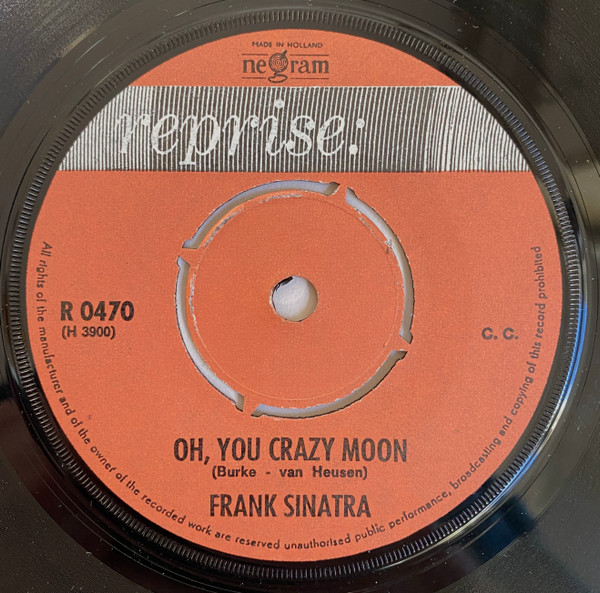 MADE IN HOLLAND
negram
reprise:
R 0470
(H 3900)
C. C.
OH, YOU CRAZY MOON
(Burke - van Heusen)
FRANK SINATRA
All rights of the manufacturer and of the owner of the recorded work are reserved unauthorised public performance, broadcasting and copying of this record prohibited